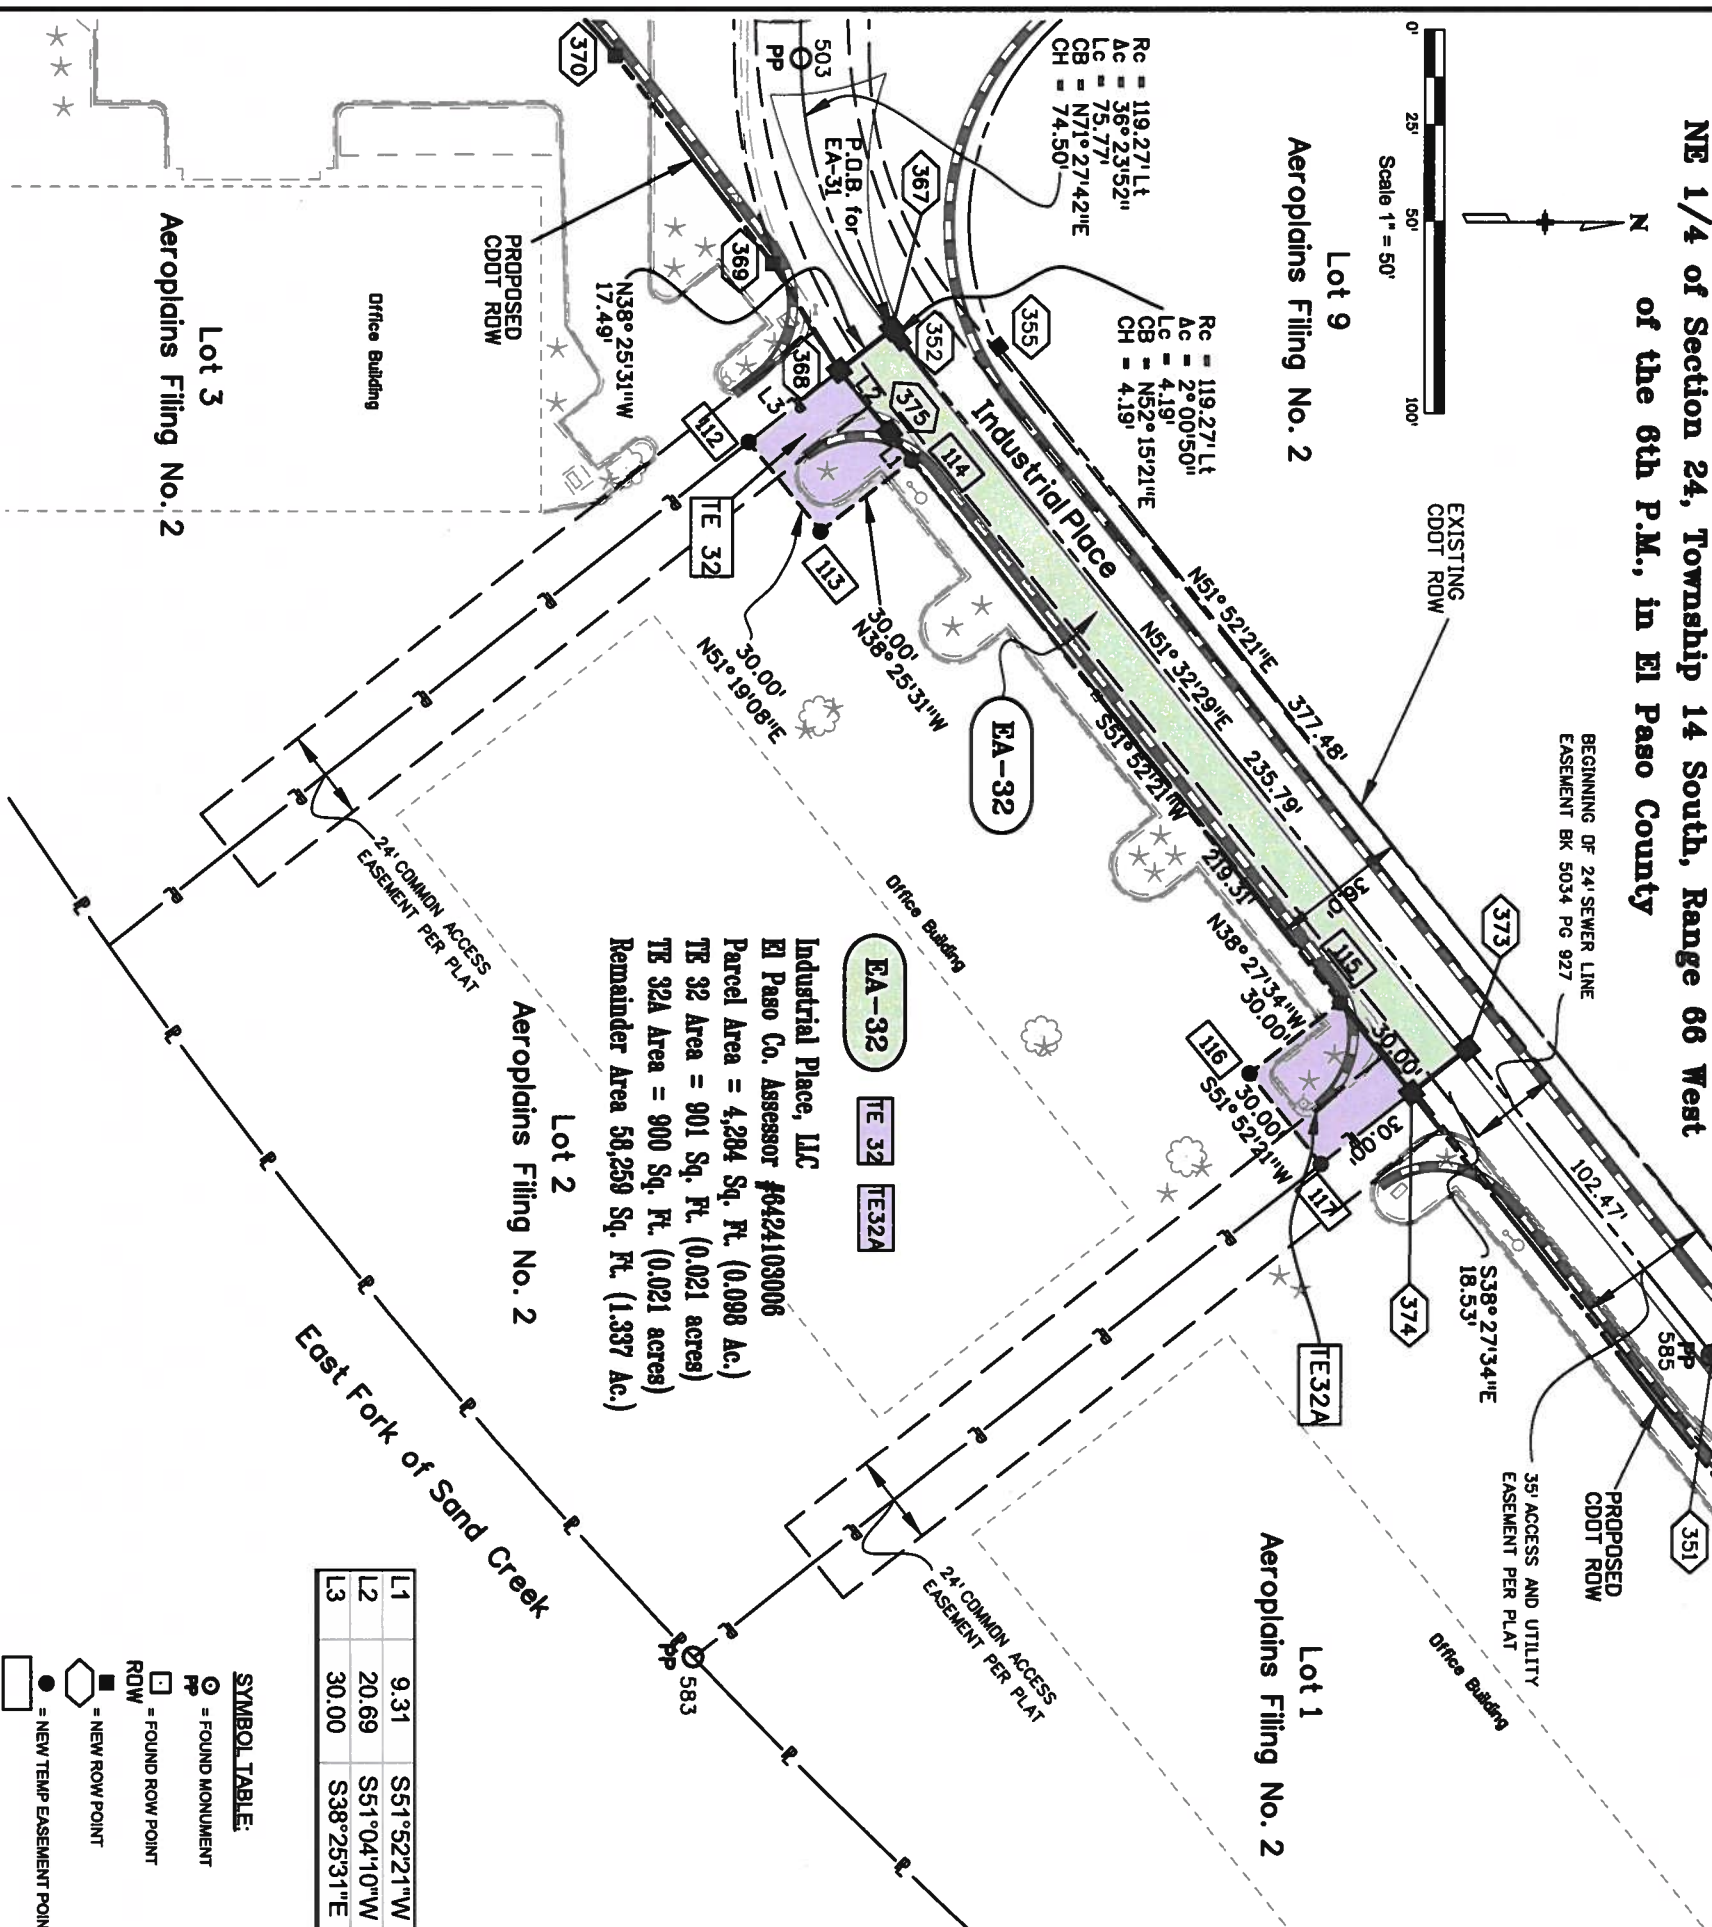 NE 1/4 of Section 24, Township 14 South, Range 66 West
of the 6th P.M., in El Paso County
N
0'
25'
50'
100'
Scale 1" = 50'
Lot 9
Aeroplains Filing No. 2
Rc = 119.27' Lt
Δc = 36°23'52"
Lc = 75.77'
CB = N71°27'42"E
CH = 74.50'
Rc = 119.27' Lt
Δc = 2°00'50"
Lc = 4.19'
CB = N52°15'21"E
CH = 4.19'
503
PP
P.O.B. for
EA-31
367
352
355
370
369
368
375
114
L1
L2
L3
112
113
N38°25'31"W
17.49'
PROPOSED
CDOT ROW
Office Building
Lot 3
Aeroplains Filing No. 2
TE 32
30.00'
N38°25'31"W
30.00'
N51°19'08"E
Industrial Place
EXISTING
CDOT ROW
N51°52'21"E
377.48'
N51°32'29"E
235.79'
S51°52'21"W
219.31'
36.0'
EA-32
BEGINNING OF 24' SEWER LINE
EASEMENT BK 5034 PG 927
373
115
N38°27'34"W
30.00'
30.00'
116
30.00'
S51°52'21"W
30.00'
117
102.47'
S38°27'34"E
18.53'
374
TE32A
PP
585
351
PROPOSED
CDOT ROW
35' ACCESS AND UTILITY
EASEMENT PER PLAT
Office Building
Lot 1
Aeroplains Filing No. 2
24' COMMON ACCESS
EASEMENT PER PLAT
Office Building
24' COMMON ACCESS
EASEMENT PER PLAT
EA-32
TE 32
TE32A
Industrial Place, LLC
El Paso Co. Assessor #6424103006
Parcel Area = 4,284 Sq. Ft. (0.098 Ac.)
TE 32 Area = 901 Sq. Ft. (0.021 acres)
TE 32A Area = 900 Sq. Ft. (0.021 acres)
Remainder Area 58,259 Sq. Ft. (1.337 Ac.)
Lot 2
Aeroplains Filing No. 2
East Fork of Sand Creek
PP
583
L1 9.31 S51°52'21"W
L2 20.69 S51°04'10"W
L3 30.00 S38°25'31"E
SYMBOL TABLE:
PP = FOUND MONUMENT
ROW = FOUND ROW POINT
= NEW ROW POINT
= NEW TEMP EASEMENT POIN